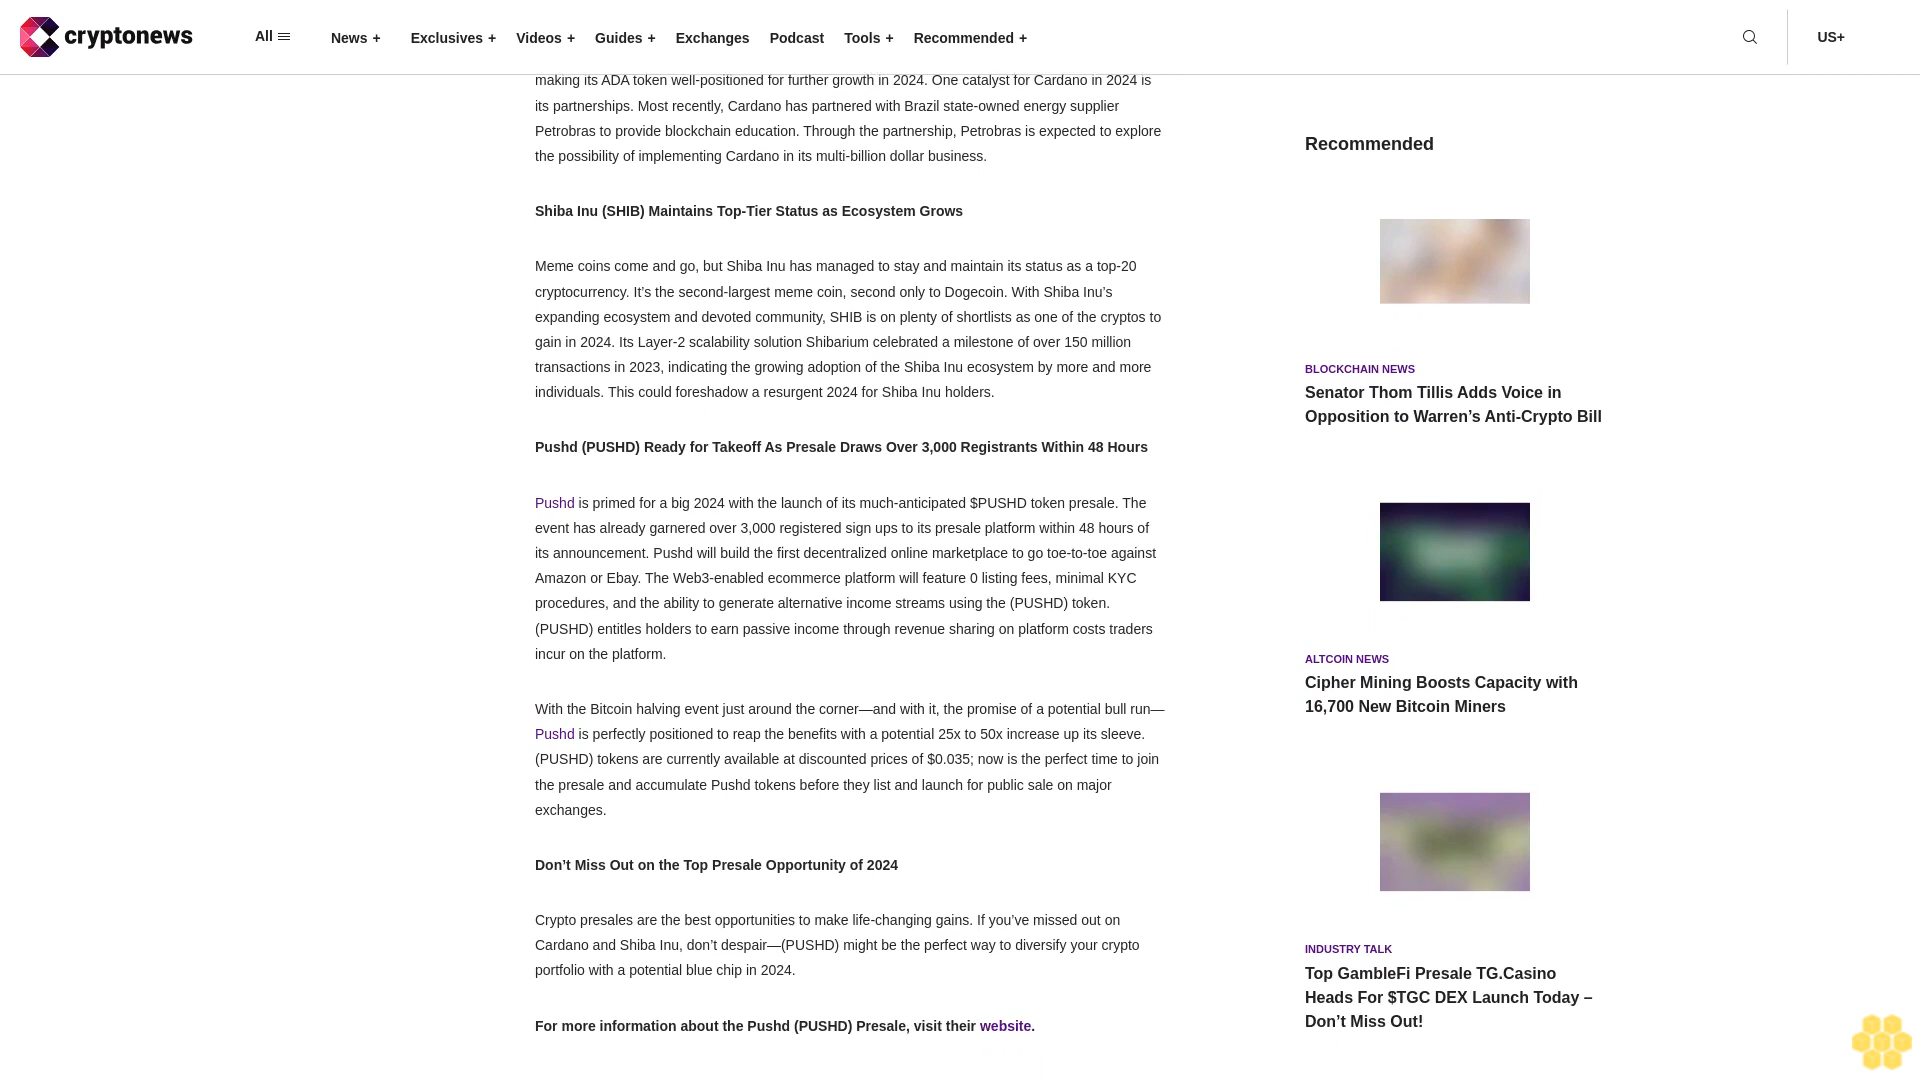 cryptonews
All
News +
Exclusives +
Videos +
Guides +
Exchanges
Podcast
Tools +
Recommended +
US+
making its ADA token well-positioned for further growth in 2024. One catalyst for Cardano in 2024 is
its partnerships. Most recently, Cardano has partnered with Brazil state-owned energy supplier
Petrobras to provide blockchain education. Through the partnership, Petrobras is expected to explore
the possibility of implementing Cardano in its multi-billion dollar business.
Shiba Inu (SHIB) Maintains Top-Tier Status as Ecosystem Grows
Meme coins come and go, but Shiba Inu has managed to stay and maintain its status as a top-20
cryptocurrency. It’s the second-largest meme coin, second only to Dogecoin. With Shiba Inu’s
expanding ecosystem and devoted community, SHIB is on plenty of shortlists as one of the cryptos to
gain in 2024. Its Layer-2 scalability solution Shibarium celebrated a milestone of over 150 million
transactions in 2023, indicating the growing adoption of the Shiba Inu ecosystem by more and more
individuals. This could foreshadow a resurgent 2024 for Shiba Inu holders.
Pushd (PUSHD) Ready for Takeoff As Presale Draws Over 3,000 Registrants Within 48 Hours
Pushd is primed for a big 2024 with the launch of its much-anticipated $PUSHD token presale. The
event has already garnered over 3,000 registered sign ups to its presale platform within 48 hours of
its announcement. Pushd will build the first decentralized online marketplace to go toe-to-toe against
Amazon or Ebay. The Web3-enabled ecommerce platform will feature 0 listing fees, minimal KYC
procedures, and the ability to generate alternative income streams using the (PUSHD) token.
(PUSHD) entitles holders to earn passive income through revenue sharing on platform costs traders
incur on the platform.
With the Bitcoin halving event just around the corner—and with it, the promise of a potential bull run—
Pushd is perfectly positioned to reap the benefits with a potential 25x to 50x increase up its sleeve.
(PUSHD) tokens are currently available at discounted prices of $0.035; now is the perfect time to join
the presale and accumulate Pushd tokens before they list and launch for public sale on major
exchanges.
Don’t Miss Out on the Top Presale Opportunity of 2024
Crypto presales are the best opportunities to make life-changing gains. If you’ve missed out on
Cardano and Shiba Inu, don’t despair—(PUSHD) might be the perfect way to diversify your crypto
portfolio with a potential blue chip in 2024.
For more information about the Pushd (PUSHD) Presale, visit their website.
Recommended
BLOCKCHAIN NEWS
Senator Thom Tillis Adds Voice in
Opposition to Warren’s Anti-Crypto Bill
ALTCOIN NEWS
Cipher Mining Boosts Capacity with
16,700 New Bitcoin Miners
INDUSTRY TALK
Top GambleFi Presale TG.Casino
Heads For $TGC DEX Launch Today –
Don’t Miss Out!